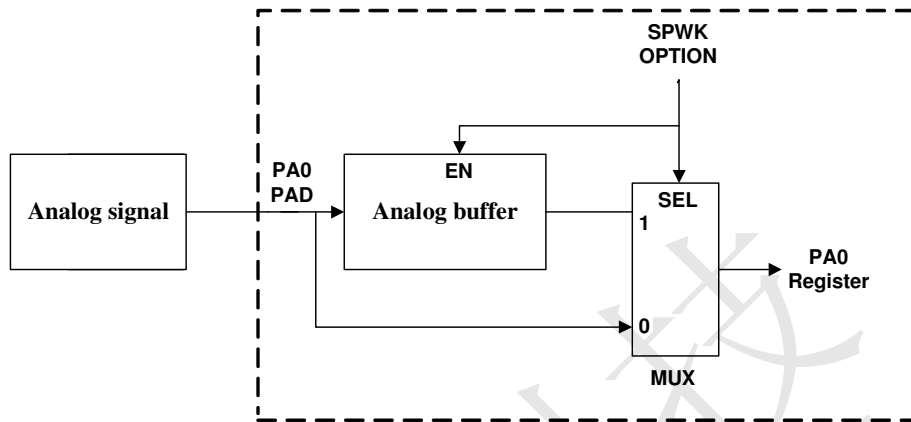 SPWK
OPTION
PA0
PAD
EN
Analog signal
Analog buffer
SEL
1
PA0
Register
0
MUX